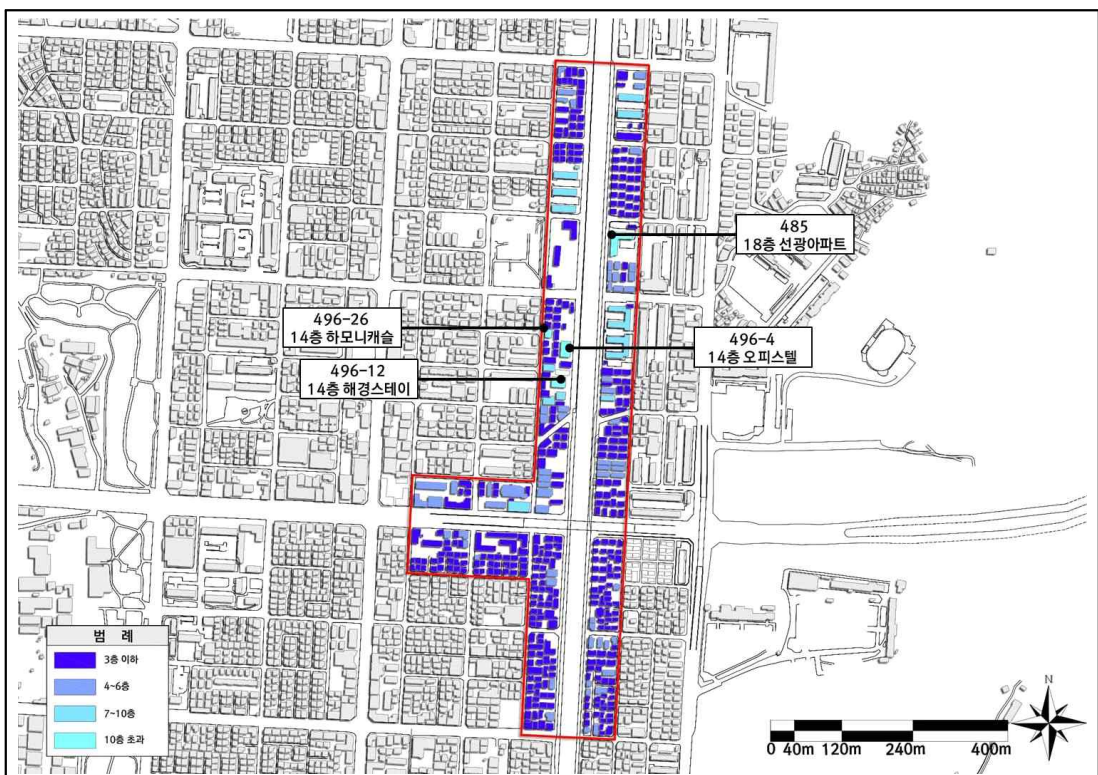 485
18층 선광아파트
496-26
14층 하모니캐슬
496-4
14층 오피스텔
496-12
14층 해경스테이
범 례
3층 이하
4~6층
7~10층
10층 초과
N
0 40m 120m 240m 400m